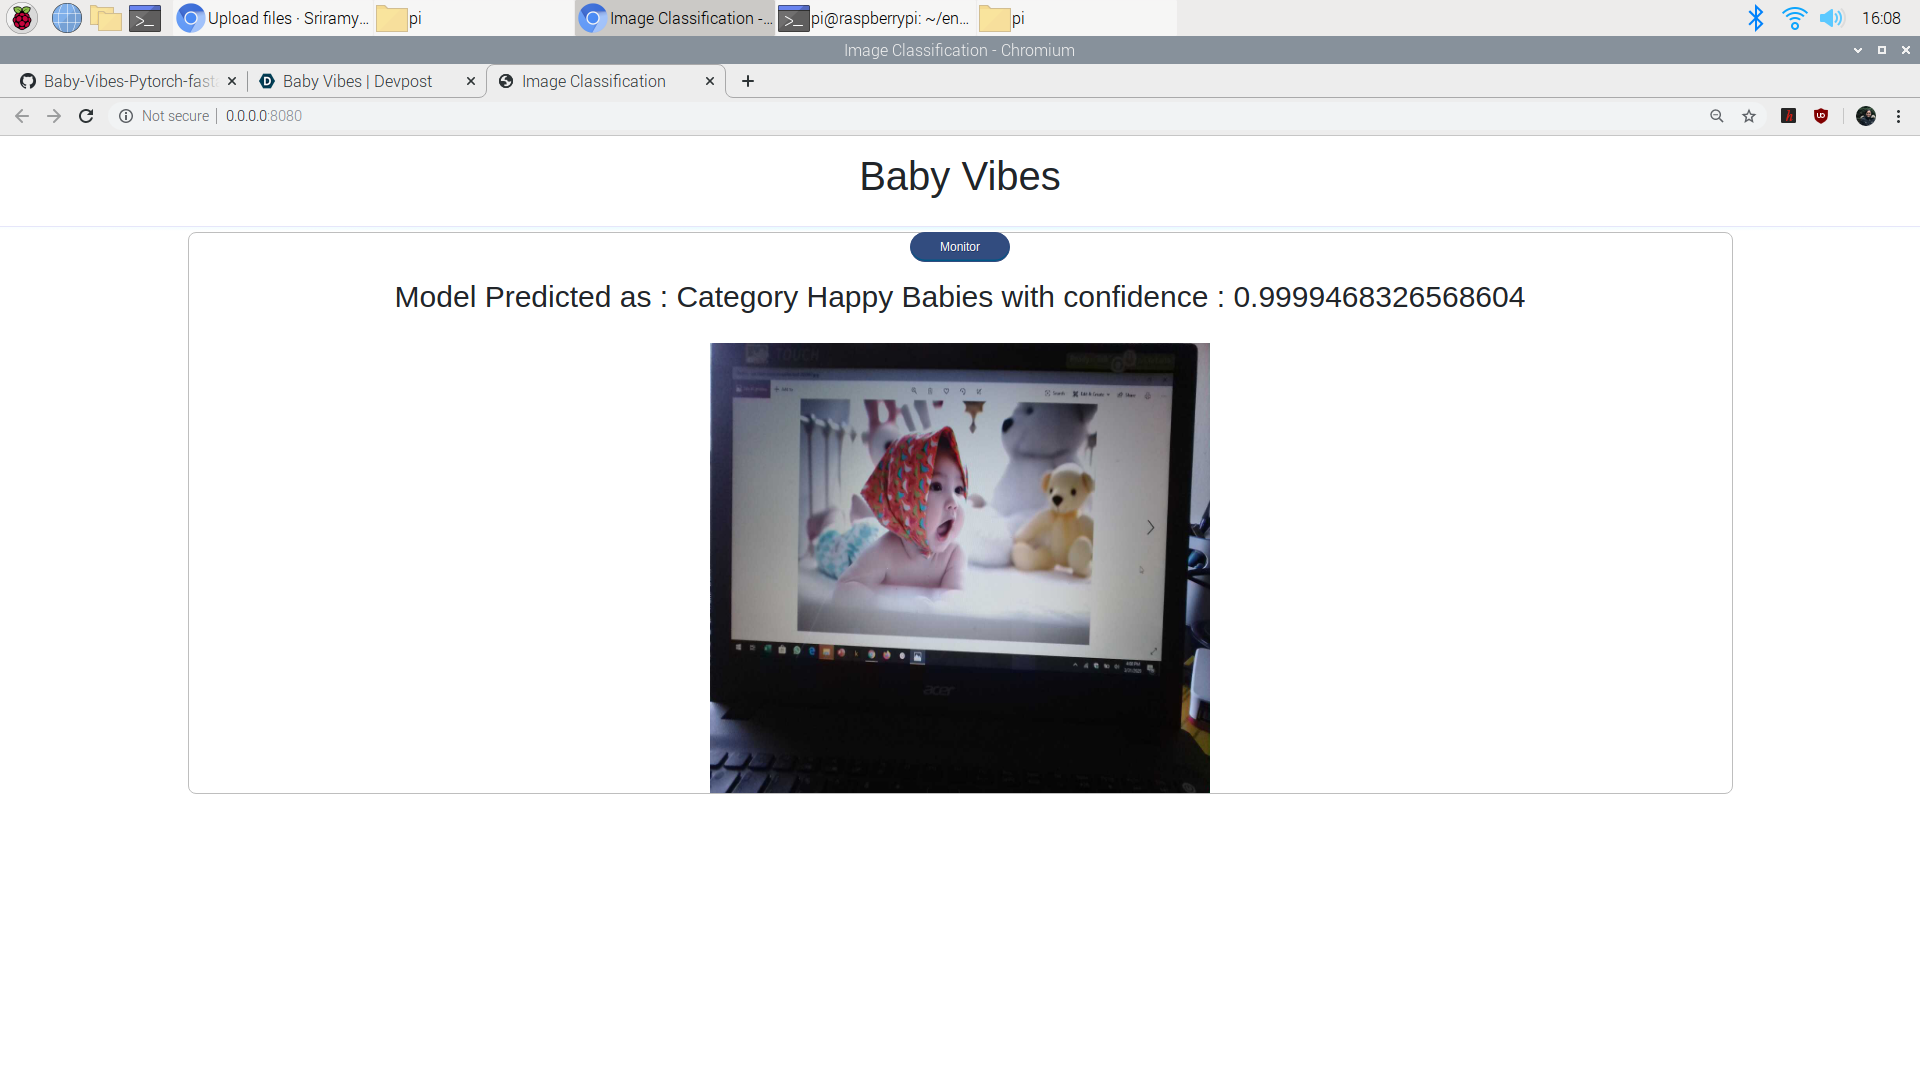 Upload files · Sriramy...
pi
Image Classification -...
pi@raspberrypi: ~/en...
pi
16:08
Image Classification - Chromium
Baby-Vibes-Pytorch-fast
Baby Vibes | Devpost
Image Classification
Not secure
0.0.0.0:8080
Baby Vibes
Monitor
Model Predicted as : Category Happy Babies with confidence : 0.9999468326568604
TOUCH
acer